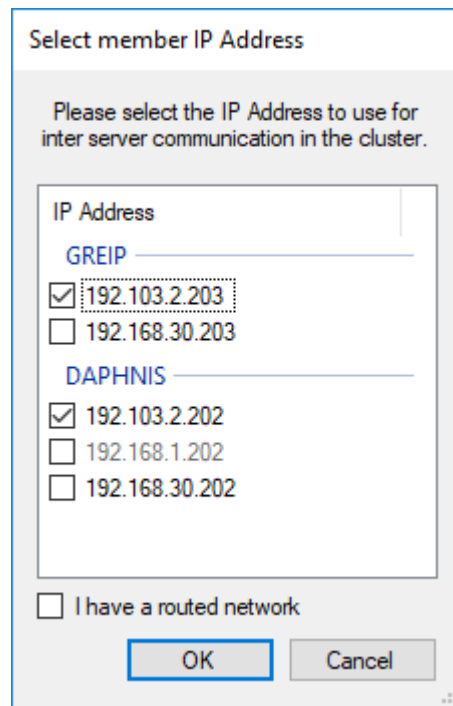 Select member IP Address
Please select the IP Address to use for
inter server communication in the cluster.
IP Address
GREIP
192.103.2.203
192.168.30.203
DAPHNIS
192.103.2.202
192.168.1.202
192.168.30.202
I have a routed network
OK
Cancel